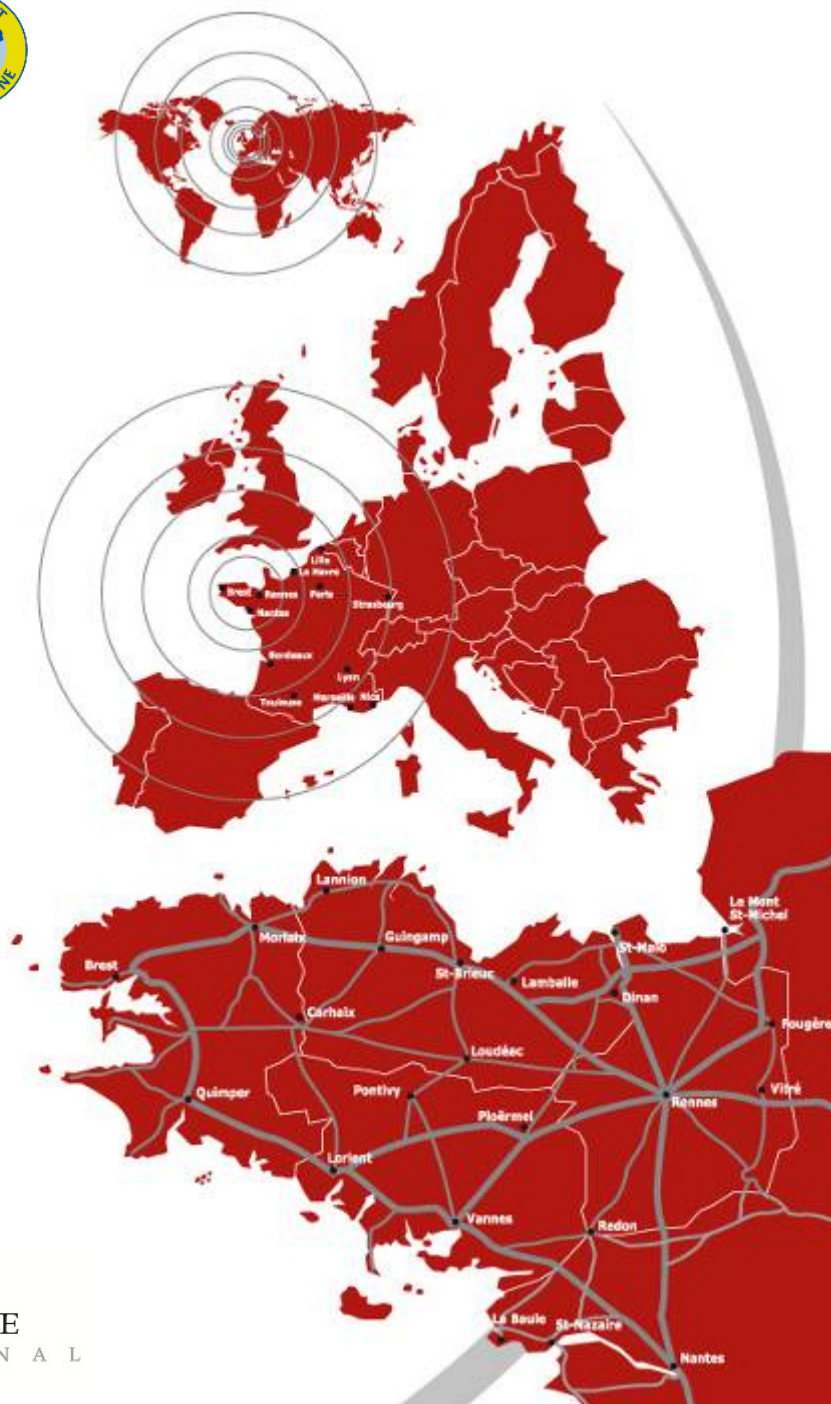 T
NE
Lille
Le Havre
Brest
Rennes
Paris
Strasbourg
Nantes
Bordeaux
Lyon
Toulouse
Marseille
Nice
Lannion
Le Mont
St-Michel
Morlaix
Guingamp
St-Malo
Brest
St-Brieuc
Lamballe
Dinan
Carhaix
Fougère
Loudéac
Quimper
Pontivy
Vitré
Rennes
Ploërmel
Lorient
Vannes
Redon
La Baule
St-Nazaire
E
N A L
Nantes